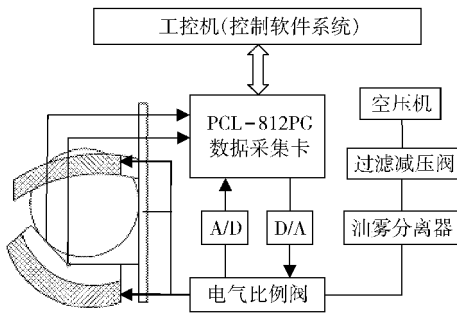 工控机(控制软件系统)
PCL-812PG
数据采集卡
空压机
过滤减压阀
油雾分离器
A/D
D/A
电气比例阀